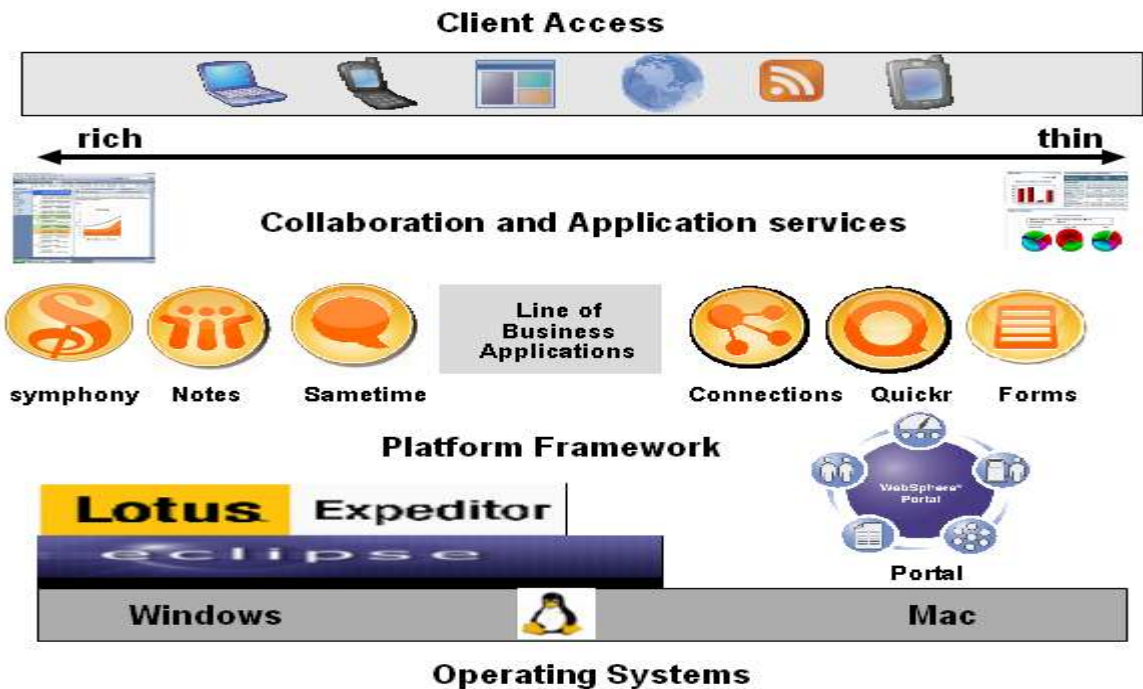 Client Access
rich
thin
Collaboration and Application services
Line of
Business
Applications
symphony
Notes
Sametime
Connections
Quickr
Forms
Platform Framework
Lotus
Expeditor
eclipse
WebSphere®
Portal
Portal
Windows
Mac
Operating Systems